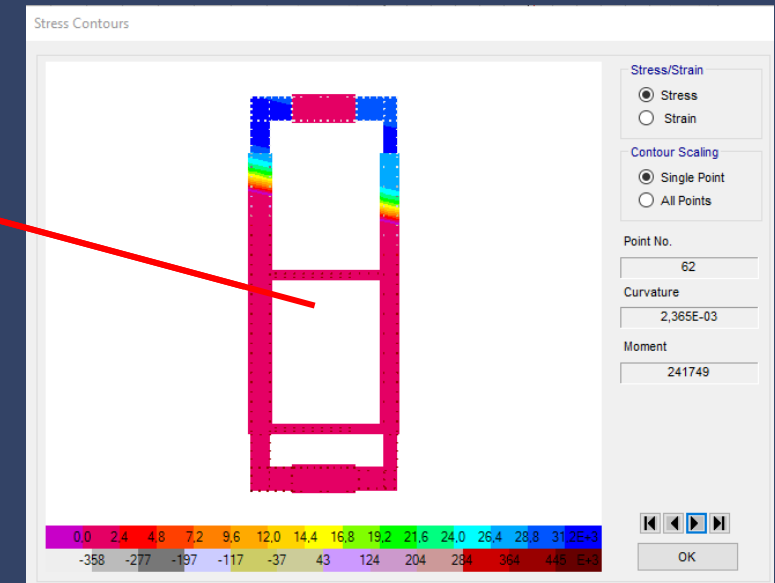 Stress Contours
Stress/Strain
Stress
Strain
Contour Scaling
Single Point
All Points
Point No.
62
Curvature
2,365E-03
Moment
241749
0,0 2,4 4,8 7,2 9,6 12,0 14,4 16,8 19,2 21,6 24,0 26,4 28,8 31,2E+3
-358 -277 -197 -117 -37 43 124 204 284 364 445 E+3
OK